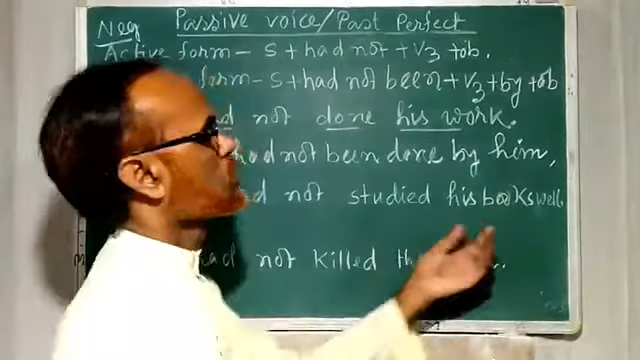 Neg Passive voice/Past Perfect
Active form - S + had not + V3 + ob.
form - S + had not been + V3 + by + ob
not done his work.
had not been done by him,
not studied his books well.
had not killed